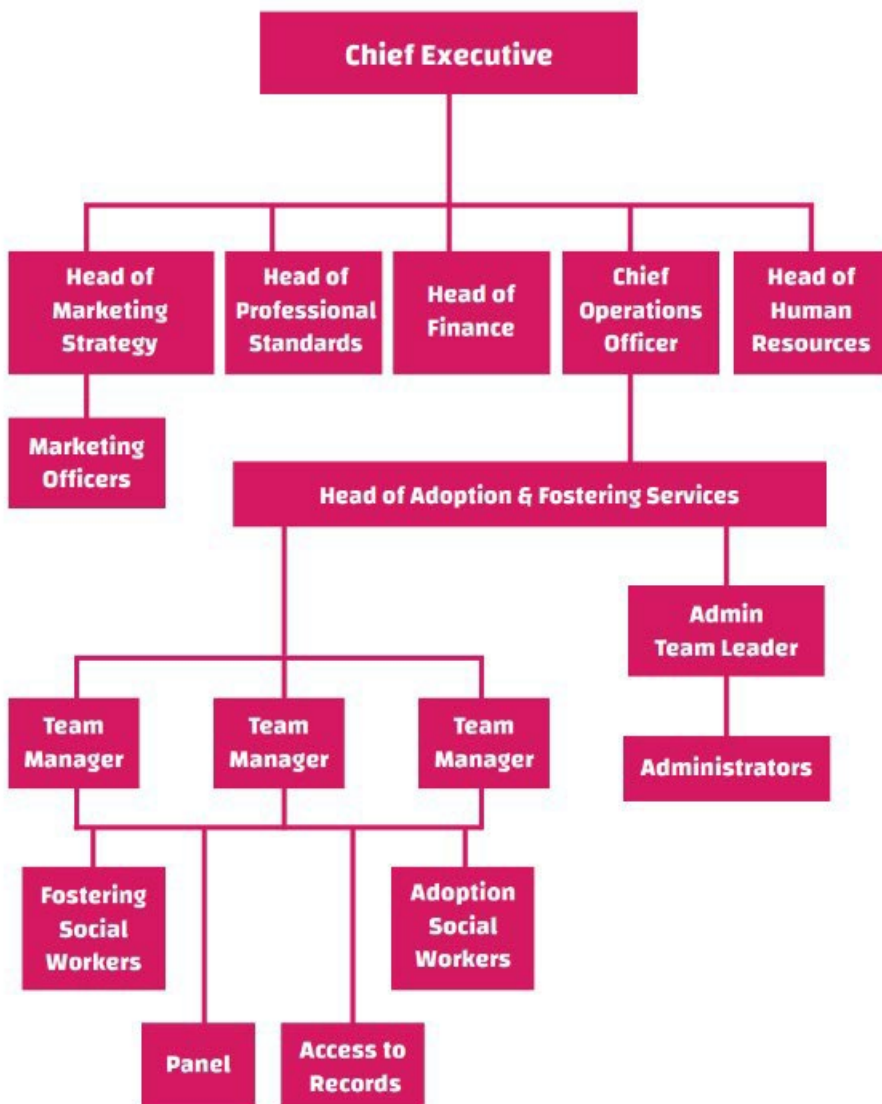 Chief Executive
Head of
Marketing
Strategy
Head of
Professional
Standards
Head of
Finance
Chief
Operations
Officer
Head of
Human
Resources
Marketing
Officers
Head of Adoption & Fostering Services
Admin
Team Leader
Team
Manager
Team
Manager
Team
Manager
Administrators
Fostering
Social
Workers
Adoption
Social
Workers
Panel
Access to
Records